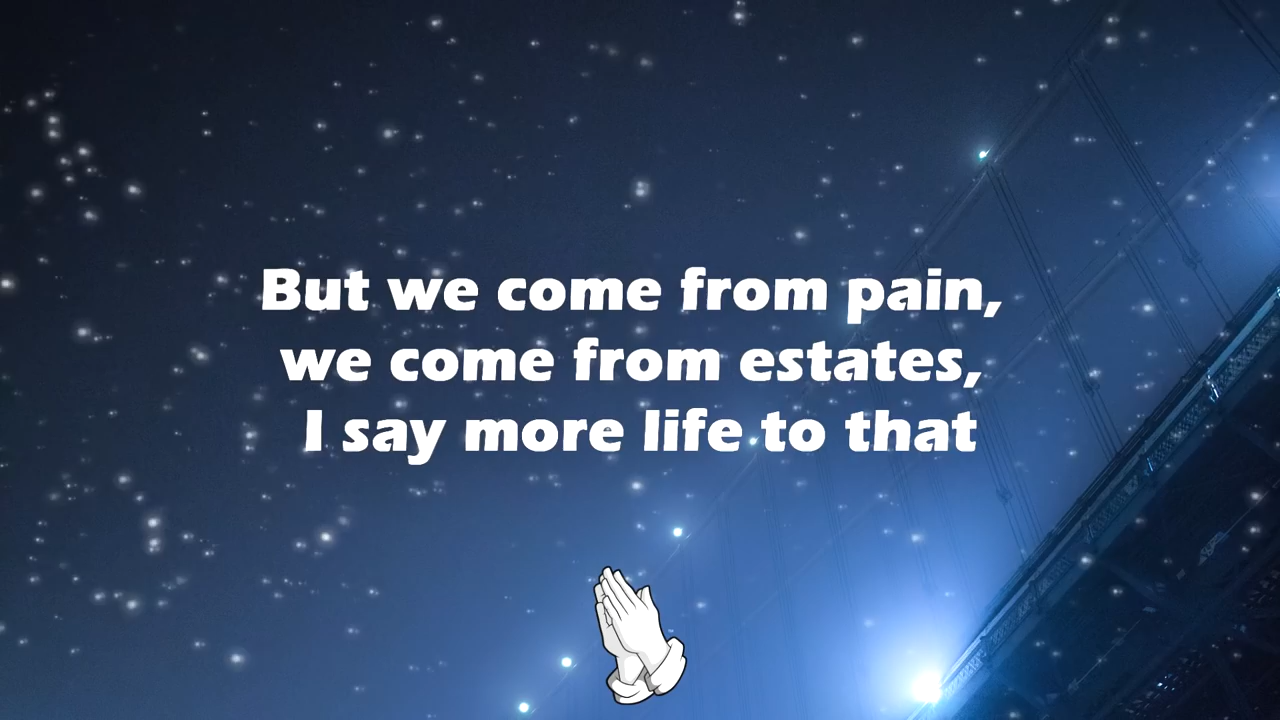 But we come from pain,
we come from estates,
I say more life to that